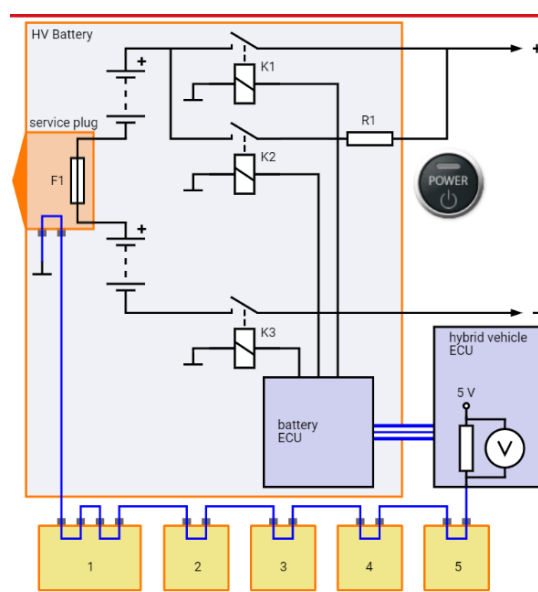 HV Battery
+
+
K1
service plug
R1
K2
F1
POWER
+
-
K3
hybrid vehicle
ECU
5 V
battery
ECU
V
1
2
3
4
5